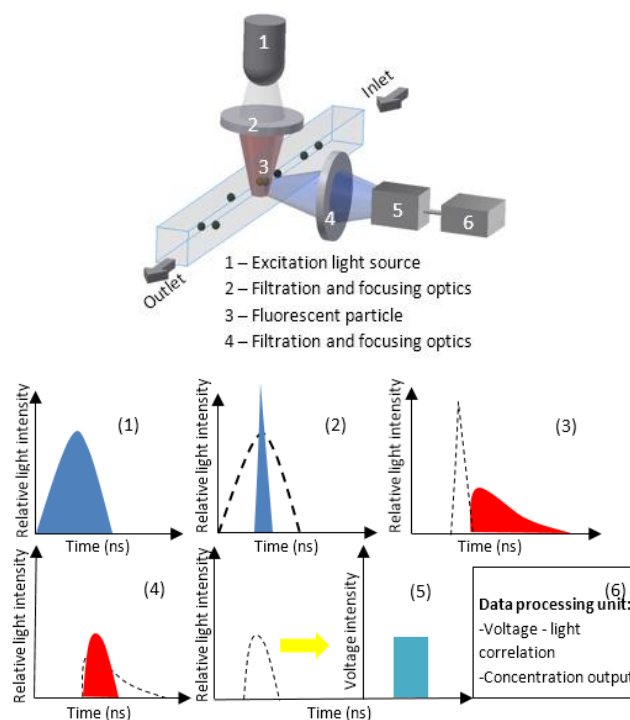 1
Inlet
2
3
4
5
6
Outlet
1 – Excitation light source
2 – Filtration and focusing optics
3 – Fluorescent particle
4 – Filtration and focusing optics
Relative light intensity
(1)
Time (ns)
Relative light intensity
(2)
Time (ns)
Relative light intensity
(3)
Time (ns)
Relative light intensity
(4)
Time (ns)
Relative light intensity
Voltage intensity
(5)
Time (ns)
(6)
Data processing unit:
-Voltage - light
correlation
-Concentration output